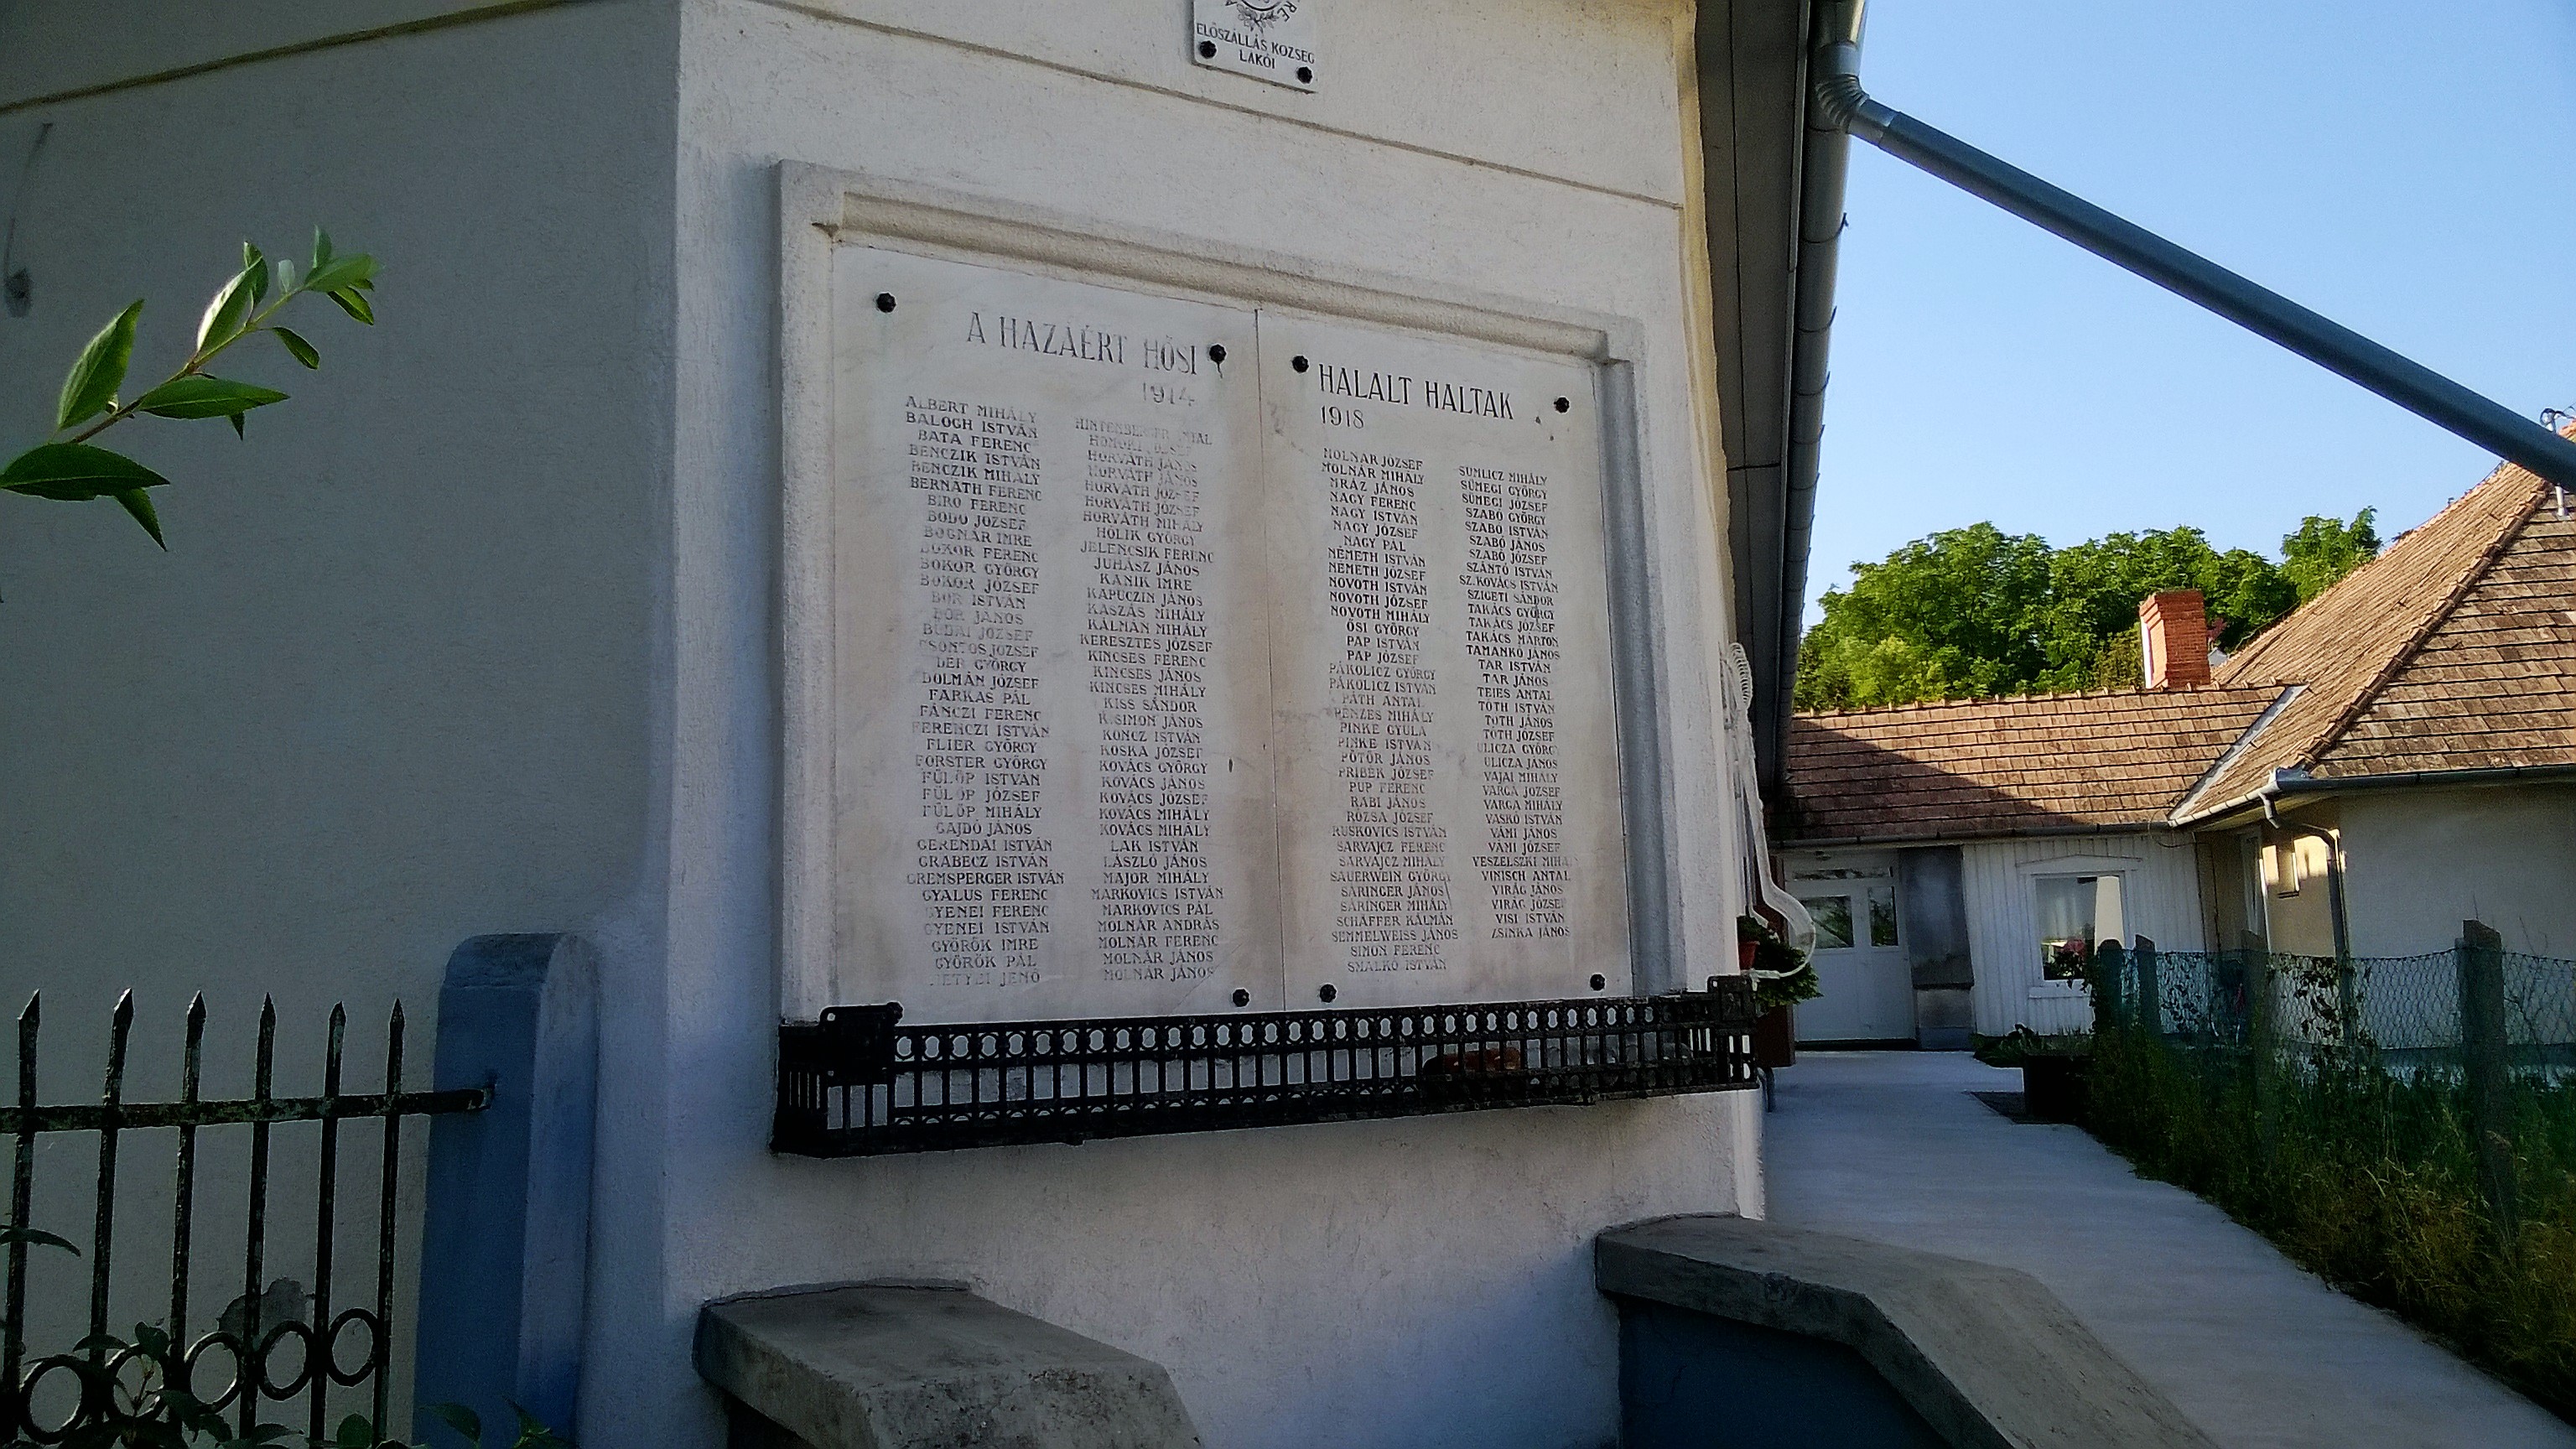 RE
ELŐSZÁLLÁS KÖZSÉG
LAKÓI
A HAZÁÉRT HŐSI
1914
ALBERT MIHÁLY
BALOGH ISTVÁN
BATA FERENC
BENCZIK ISTVÁN
BENCZIK MIHÁLY
BERNÁTH FERENC
BIRÓ FERENC
BODÓ JÓZSEF
BOGNÁR IMRE
BOKOR FERENC
BOKOR GYÖRGY
BOKOR JÓZSEF
BOR ISTVÁN
BOR JÁNOS
BUDAI JÓZSEF
CSONTOS JÓZSEF
DÉR GYÖRGY
DOLMÁN JÓZSEF
FARKAS PÁL
FÁNCZI FERENC
FERENCZI ISTVÁN
FLIER GYÖRGY
FORSTER GYÖRGY
FÜLÖP ISTVÁN
FÜLÖP JÓZSEF
FÜLÖP MIHÁLY
GAJDÓ JÁNOS
GERENDAI ISTVÁN
GRABECZ ISTVÁN
GREMSPERGER ISTVÁN
GYALUS FERENC
GYENEI FERENC
GYENEI ISTVÁN
GYÖRÖK IMRE
GYÖRÖK PÁL
JENŐ
HORVÁTH JÁNOS
HORVÁTH JÁNOS
HORVÁTH JÓZSEF
HORVÁTH JÓZSEF
HORVÁTH MIHÁLY
HOLIK GYÖRGY
JELENCSIK FERENC
JUHÁSZ JÁNOS
KANIK IMRE
KAPUCZIN JÁNOS
KASZÁS MIHÁLY
KÁLMÁN MIHÁLY
KERESZTES JÓZSEF
KINCSES FERENC
KINCSES JÁNOS
KINCSES MIHÁLY
KISS SÁNDOR
K.SIMON JÁNOS
KONCZ ISTVÁN
KOSKA JÓZSEF
KOVÁCS GYÖRGY
KOVÁCS JÁNOS
KOVÁCS JÓZSEF
KOVÁCS MIHÁLY
KOVÁCS MIHÁLY
LAK ISTVÁN
LÁSZLÓ JÁNOS
MAJOR MIHÁLY
MARKOVICS ISTVÁN
MARKOVICS PÁL
MOLNÁR ANDRÁS
MOLNÁR FERENC
MOLNÁR JÁNOS
MOLNÁR JÁNOS
HALALT HALTAK
1918
MOLNÁR JÓZSEF
MOLNÁR MIHÁLY
MRÁZ JÁNOS
NAGY FERENC
NAGY ISTVÁN
NAGY JÓZSEF
NAGY PÁL
NÉMETH ISTVÁN
NÉMETH JÓZSEF
NOVOTH ISTVÁN
NOVOTH JÓZSEF
NOVOTH MIHÁLY
ŐSI GYÖRGY
PAP ISTVÁN
PAP JÓZSEF
PÁKOLICZ GYÖRGY
PÁKOLICZ ISTVÁN
PÁTH ANTAL
PENZES MIHÁLY
PINKE GYULA
PINKE ISTVÁN
PÖTÖR JÁNOS
PRIBÉK JÓZSEF
PUP FERENC
RABI JÁNOS
RÓZSA JÓZSEF
RUSKOVICS ISTVÁN
SÁRVAJCZ FERENC
SÁRVAJCZ MIHÁLY
SAUERWEIN GYÖRGY
SÁRINGER JÁNOS
SÁRINGER MIHÁLY
SCHÄFFER KÁLMÁN
SEMMELWEISS JÁNOS
SIMON FERENC
SMALKÓ ISTVÁN
SUMLICZ MIHÁLY
SÜMEGI GYÖRGY
SÜMEGI JÓZSEF
SZABÓ GYÖRGY
SZABÓ ISTVÁN
SZABÓ JÁNOS
SZABÓ JÓZSEF
SZÁNTÓ ISTVÁN
SZ.KOVÁCS ISTVÁN
SZIGETI SÁNDOR
TAKÁCS GYÖRGY
TAKÁCS JÓZSEF
TAKÁCS MÁRTON
TAMANKÓ JÁNOS
TAR ISTVÁN
TAR JÁNOS
TEJES ANTAL
TÓTH ISTVÁN
TÓTH JÁNOS
TÓTH JÓZSEF
ULICZA GYÖRGY
ULICZA JÁNOS
VAJAI MIHÁLY
VARGA JÓZSEF
VARGA MIHÁLY
VASKÓ ISTVÁN
VÁMI JÁNOS
VÁMI JÓZSEF
VESZELSZKI MIHÁLY
VINISCH ANTAL
VIRÁG JÁNOS
VIRÁG JÓZSEF
VISI ISTVÁN
ZSINKA JÁNOS